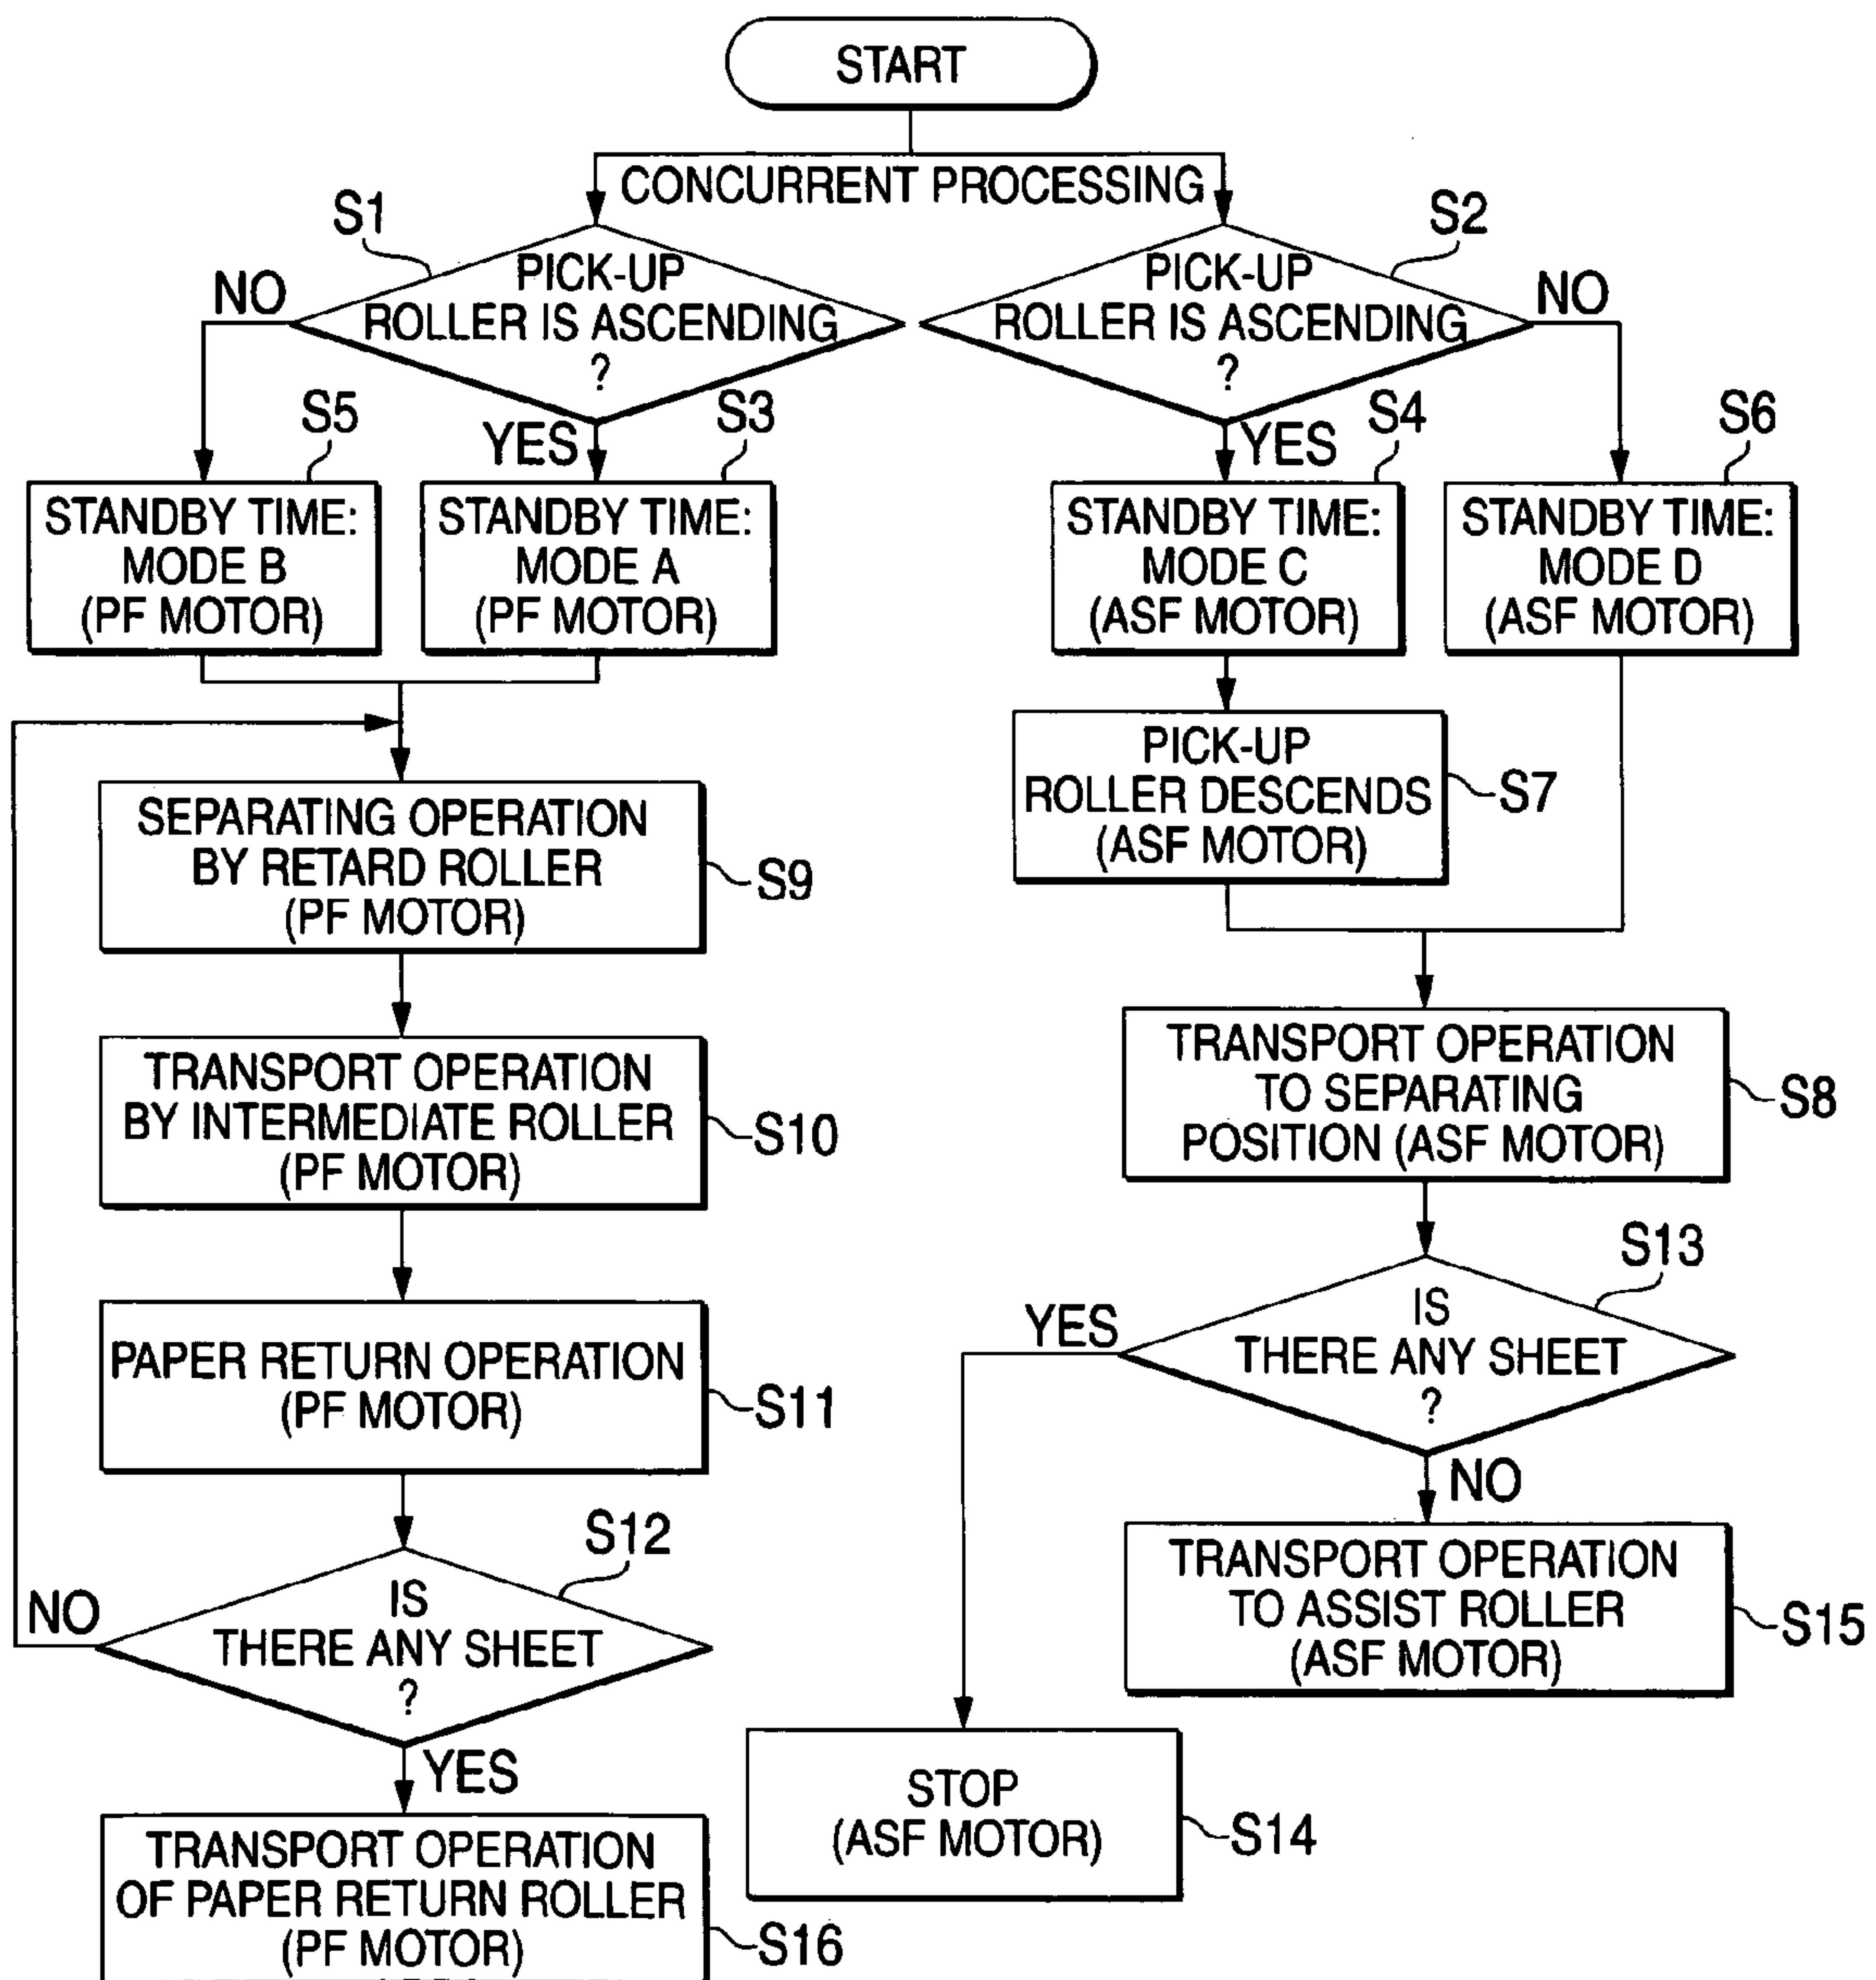 START
CONCURRENT PROCESSING
S1
PICK-UP
ROLLER IS ASCENDING
?
NO
YES
S2
PICK-UP
ROLLER IS ASCENDING
?
NO
YES
S5
STANDBY TIME:
MODE B
(PF MOTOR)
S3
STANDBY TIME:
MODE A
(PF MOTOR)
S4
STANDBY TIME:
MODE C
(ASF MOTOR)
S6
STANDBY TIME:
MODE D
(ASF MOTOR)
PICK-UP
ROLLER DESCENDS
(ASF MOTOR)
S7
SEPARATING OPERATION
BY RETARD ROLLER
(PF MOTOR)
S9
TRANSPORT OPERATION
TO SEPARATING
POSITION (ASF MOTOR)
S8
TRANSPORT OPERATION
BY INTERMEDIATE ROLLER
(PF MOTOR)
S10
S13
IS
THERE ANY SHEET
?
YES
NO
PAPER RETURN OPERATION
(PF MOTOR)
S11
S12
IS
THERE ANY SHEET
?
NO
YES
TRANSPORT OPERATION
TO ASSIST ROLLER
(ASF MOTOR)
S15
STOP
(ASF MOTOR)
S14
TRANSPORT OPERATION
OF PAPER RETURN ROLLER
(PF MOTOR)
S16